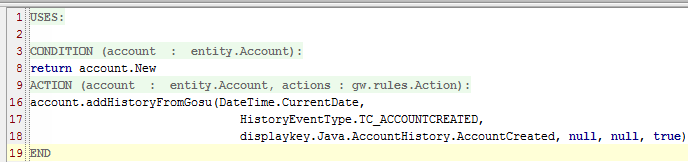 1 USES:
2
3 CONDITION (account : entity.Account):
8 return account.New
9 ACTION (account : entity.Account, actions : gw.rules.Action):
16 account.addHistoryFromGosu(DateTime.CurrentDate,
17 HistoryEventType.TC_ACCOUNTCREATED,
18 displaykey.Java.AccountHistory.AccountCreated, null, null, true)
19 END